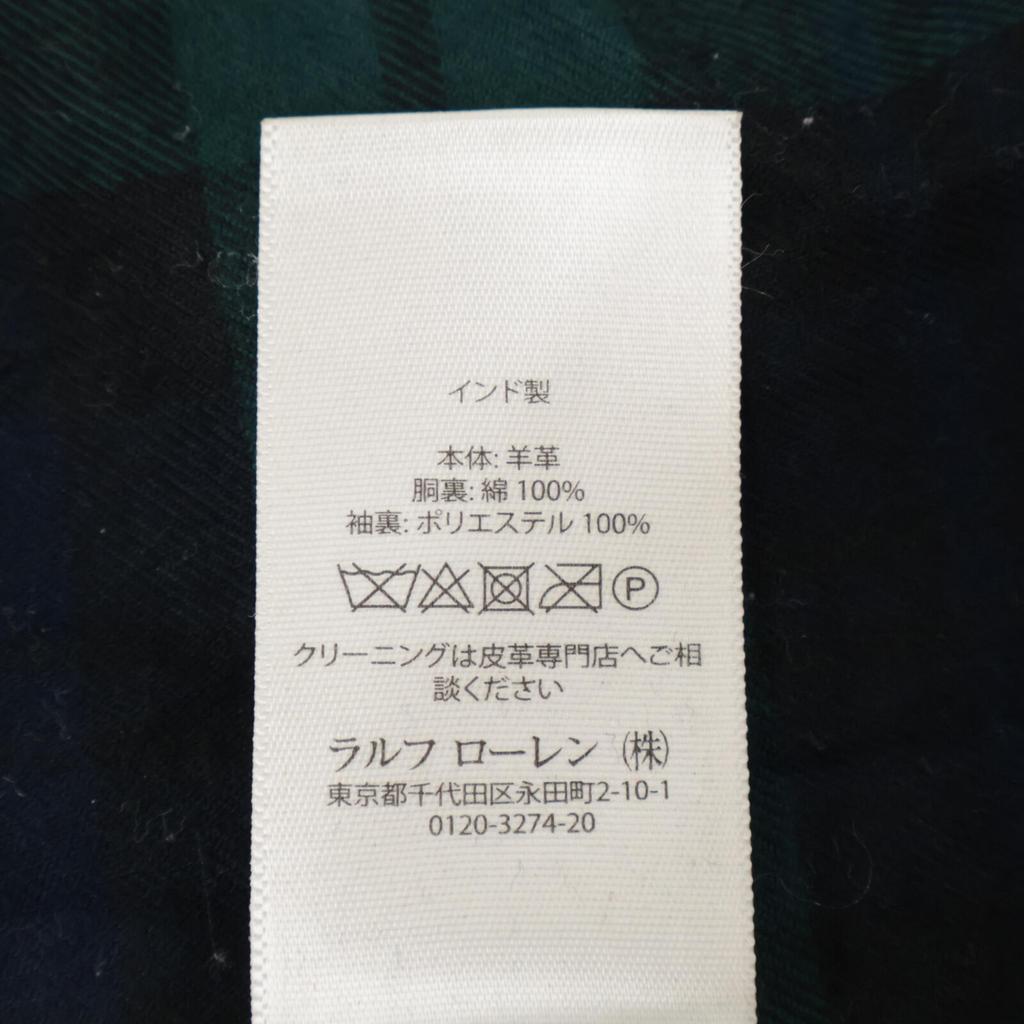 インド製
本体: 羊革
胴裏: 綿 100%
袖裏: ポリエステル 100%
P
クリーニングは皮革専門店へご相
談ください
ラルフ ローレン ㈱
東京都千代田区永田町2-10-1
0120-3274-20